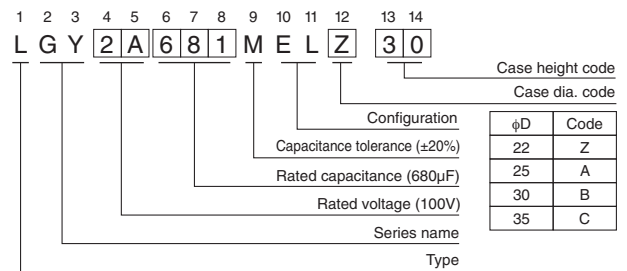 1 2 3 4 5 6 7 8 9 10 11 12 13 14
L G Y 2 A 6 8 1 M E L Z 3 0
Case height code
Case dia. code
Configuration
Capacitance tolerance (±20%)
Rated capacitance (680µF)
Rated voltage (100V)
Series name
Type
ϕD Code
22 Z
25 A
30 B
35 C